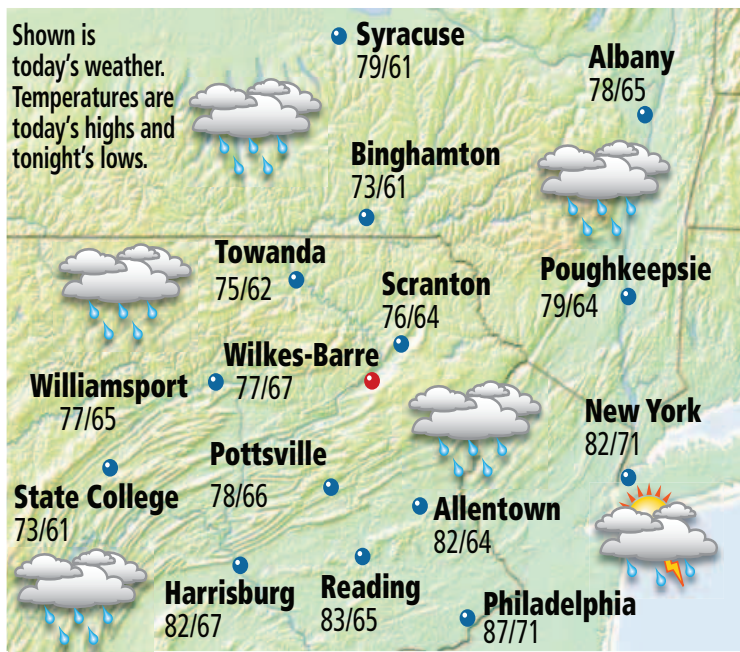 Shown is
today's weather.
Temperatures are
today's highs and
tonight's lows.
Syracuse
79/61
Albany
78/65
Binghamton
73/61
Towanda
75/62
Scranton
76/64
Poughkeepsie
79/64
Wilkes-Barre
77/67
Williamsport
77/65
New York
82/71
Pottsville
78/66
State College
73/61
Allentown
82/64
Harrisburg
82/67
Reading
83/65
Philadelphia
87/71